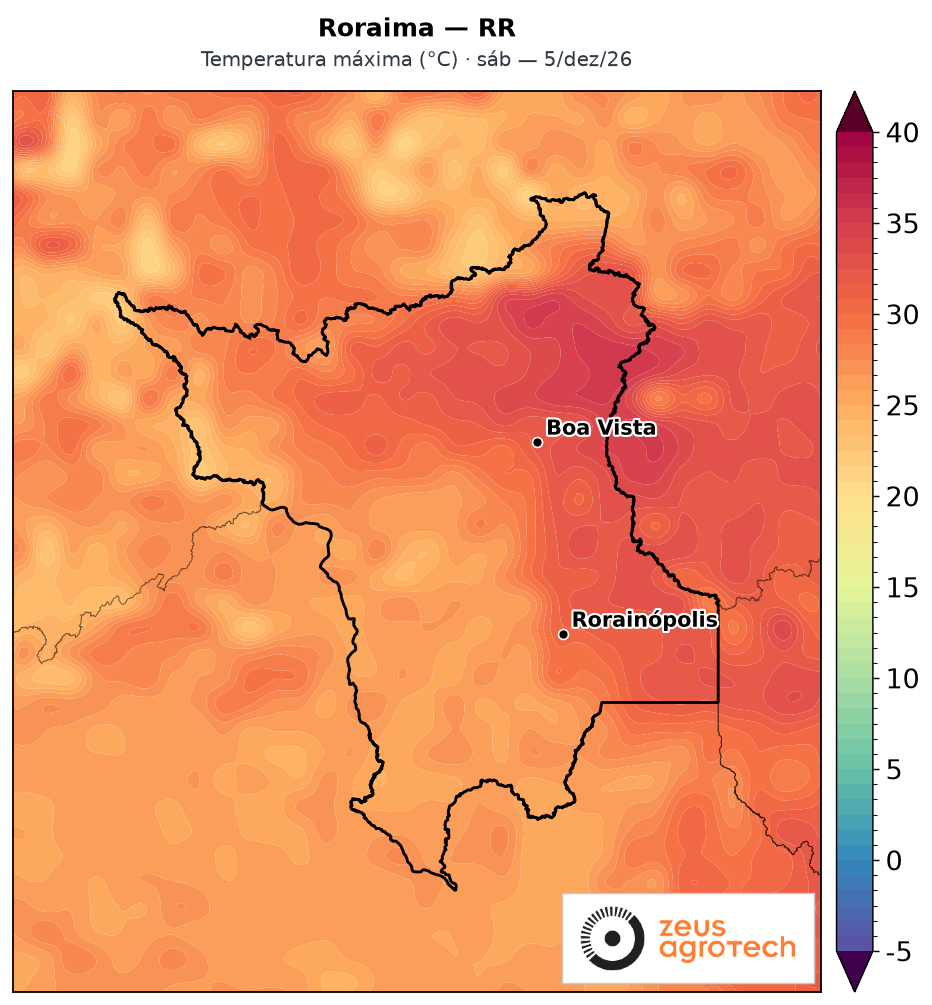 Roraima — RR
Temperatura máxima (°C) · sáb — 5/dez/26
40
35
30
25
20
15
10
5
0
-5
Boa Vista
Rorainópolis
zeus
agrotech